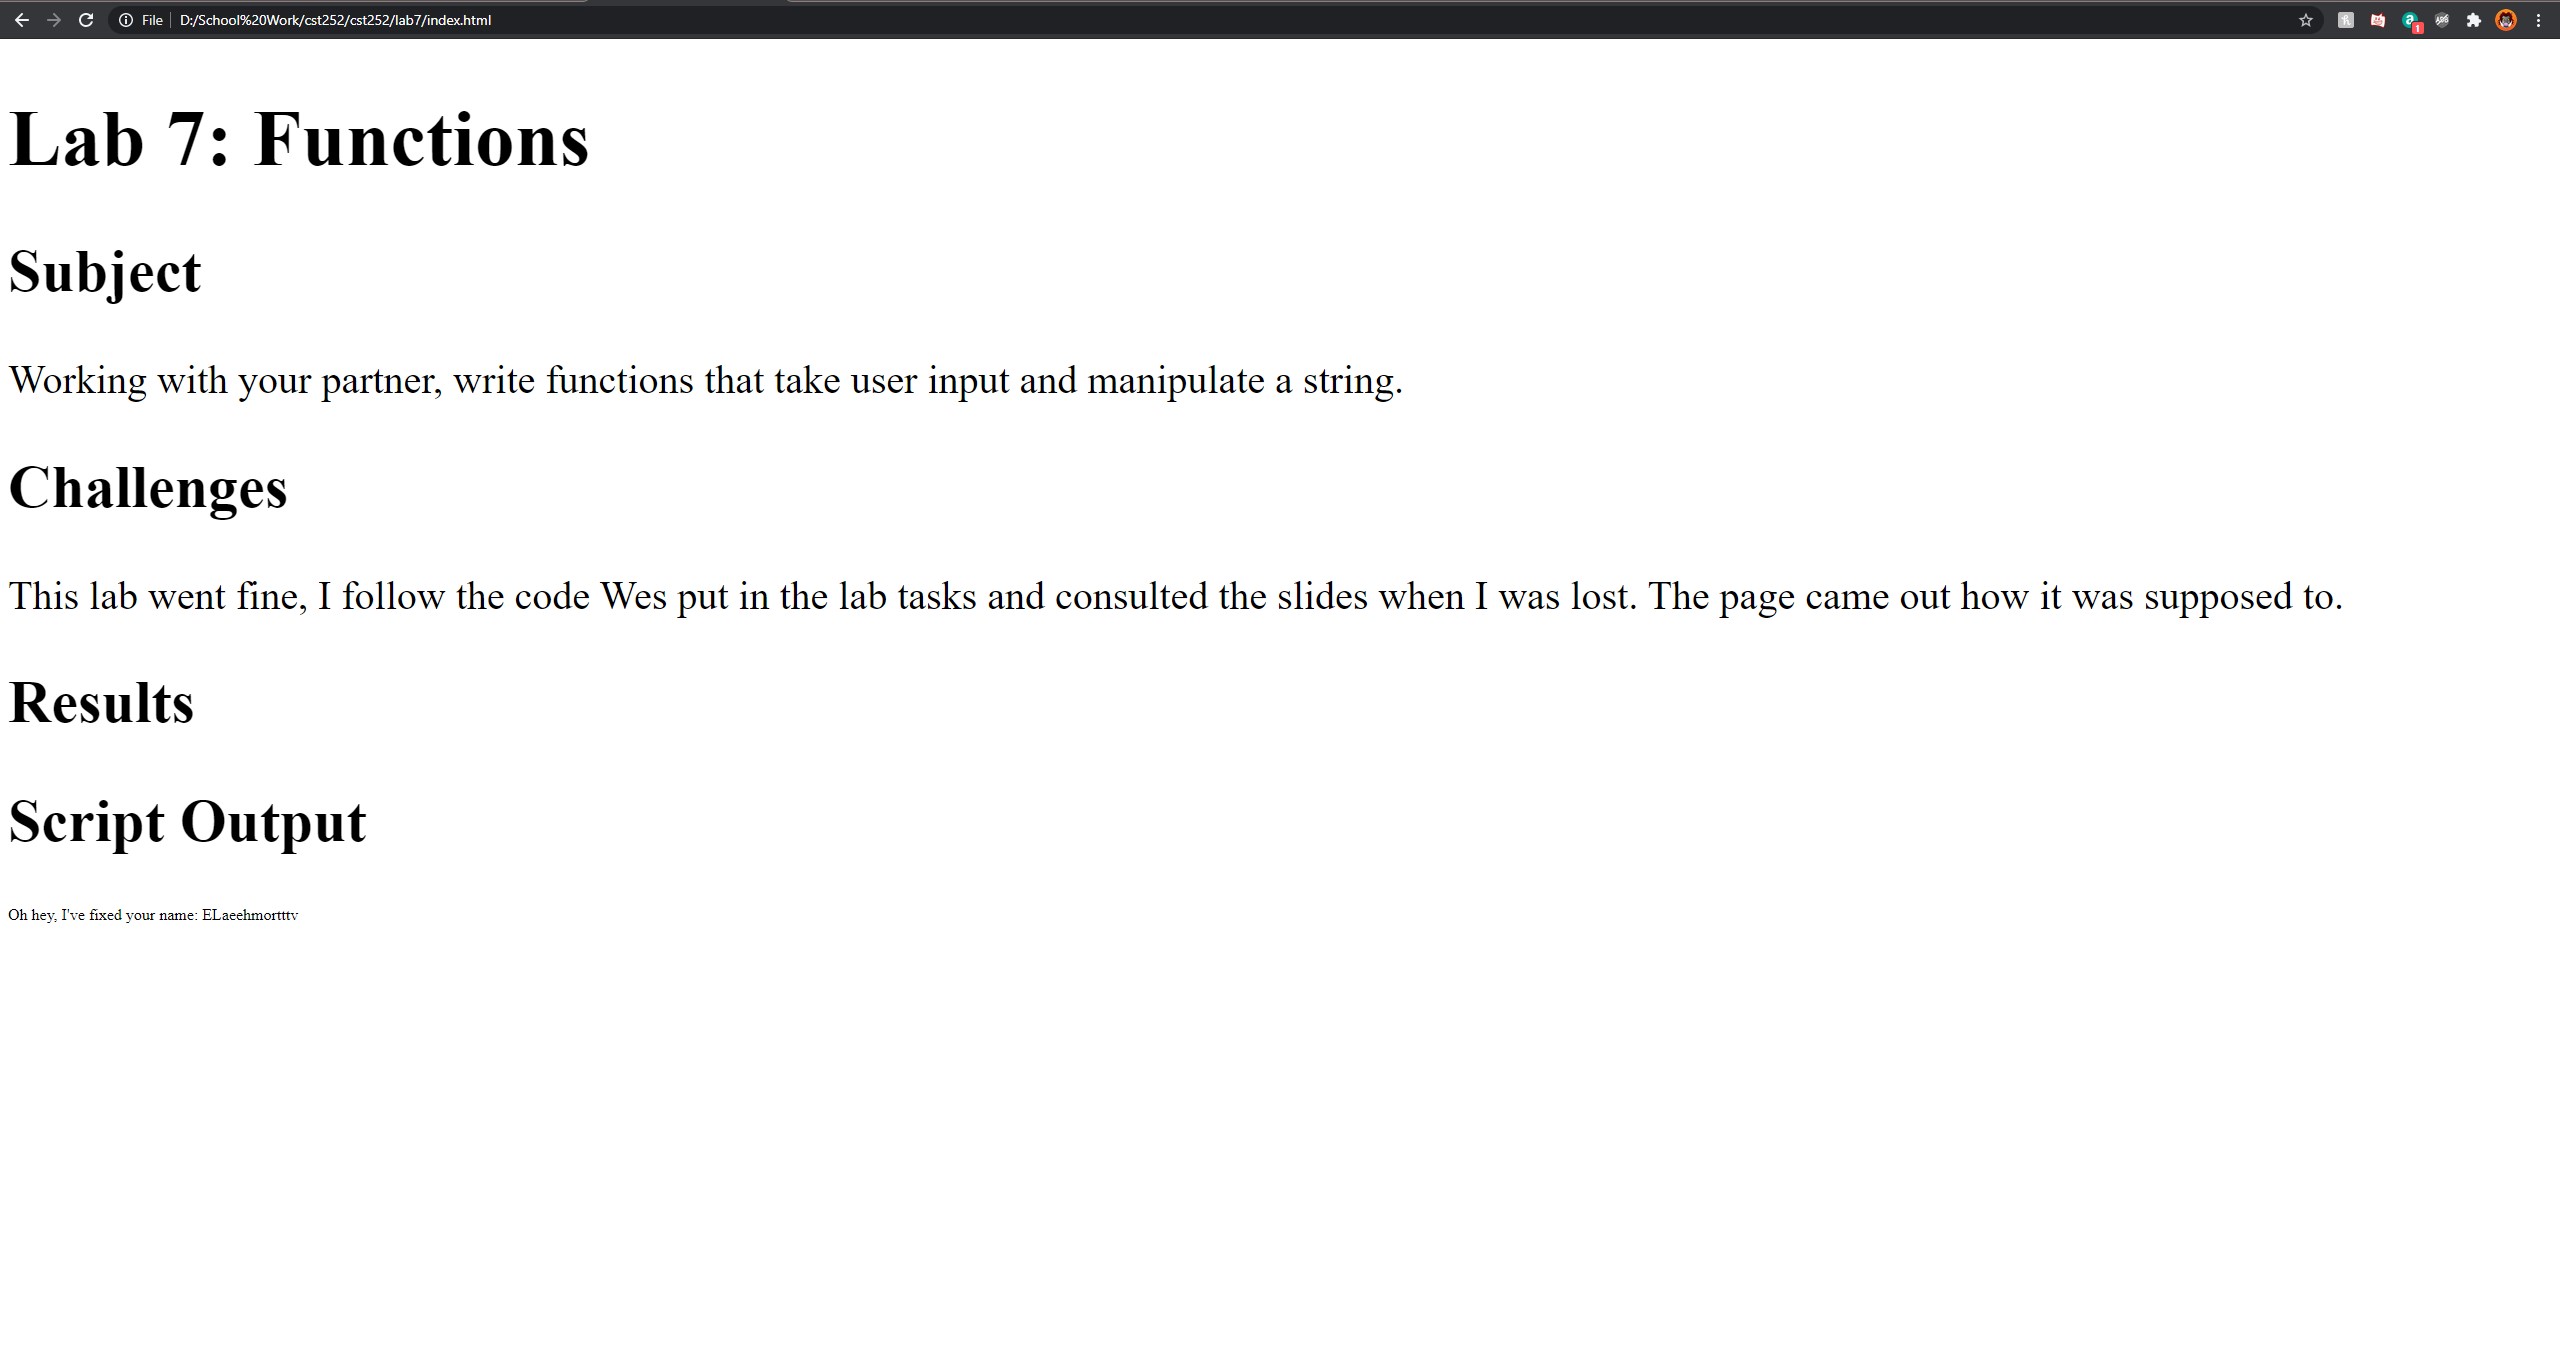 File D:/School%20Work/cst252/cst252/lab7/index.html
1
Lab 7: Functions
Subject
Working with your partner, write functions that take user input and manipulate a string.
Challenges
This lab went fine, I follow the code Wes put in the lab tasks and consulted the slides when I was lost. The page came out how it was supposed to.
Results
Script Output
Oh hey, I've fixed your name: ELaeehmortttv